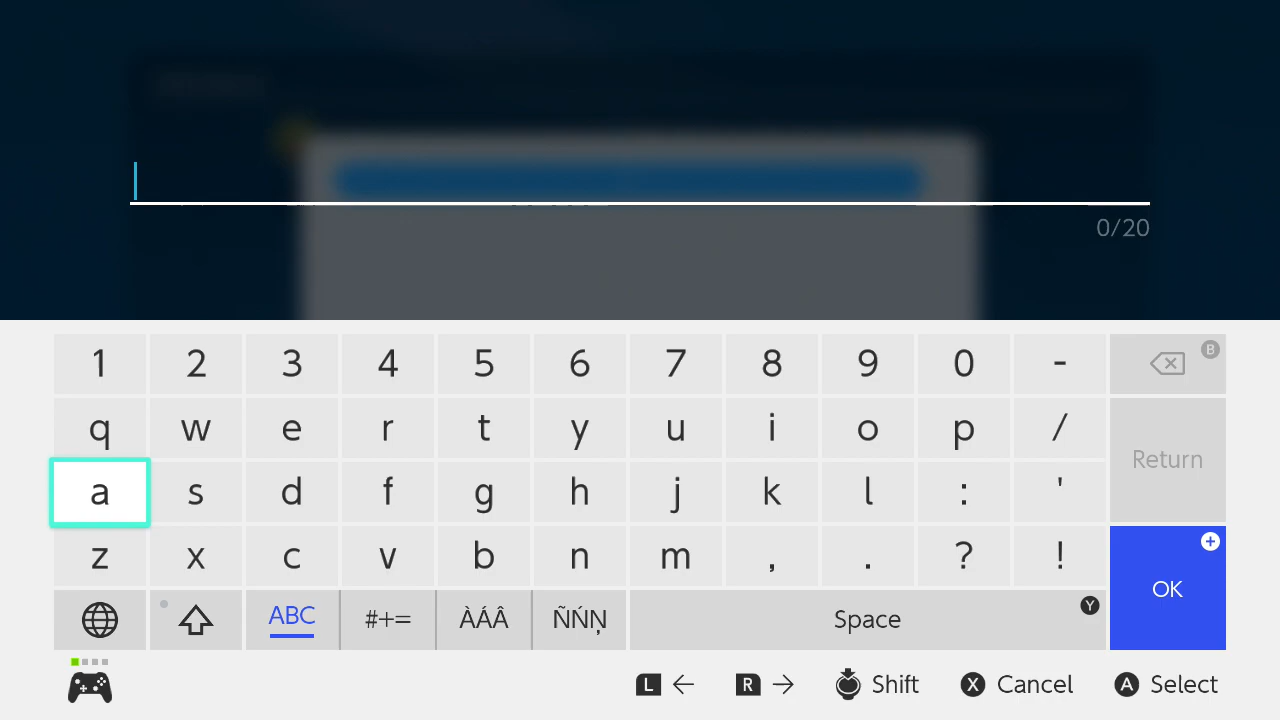 0/20
1 2 3 4 5 6 7 8 9 0 - B
q w e r t y u i o p / Return
a s d f g h j k l : '
z x c v b n m , . ? ! +
ABC #+= ÀÁÂ ÑŃŅ Space Y OK
L ← R → Shift X Cancel A Select